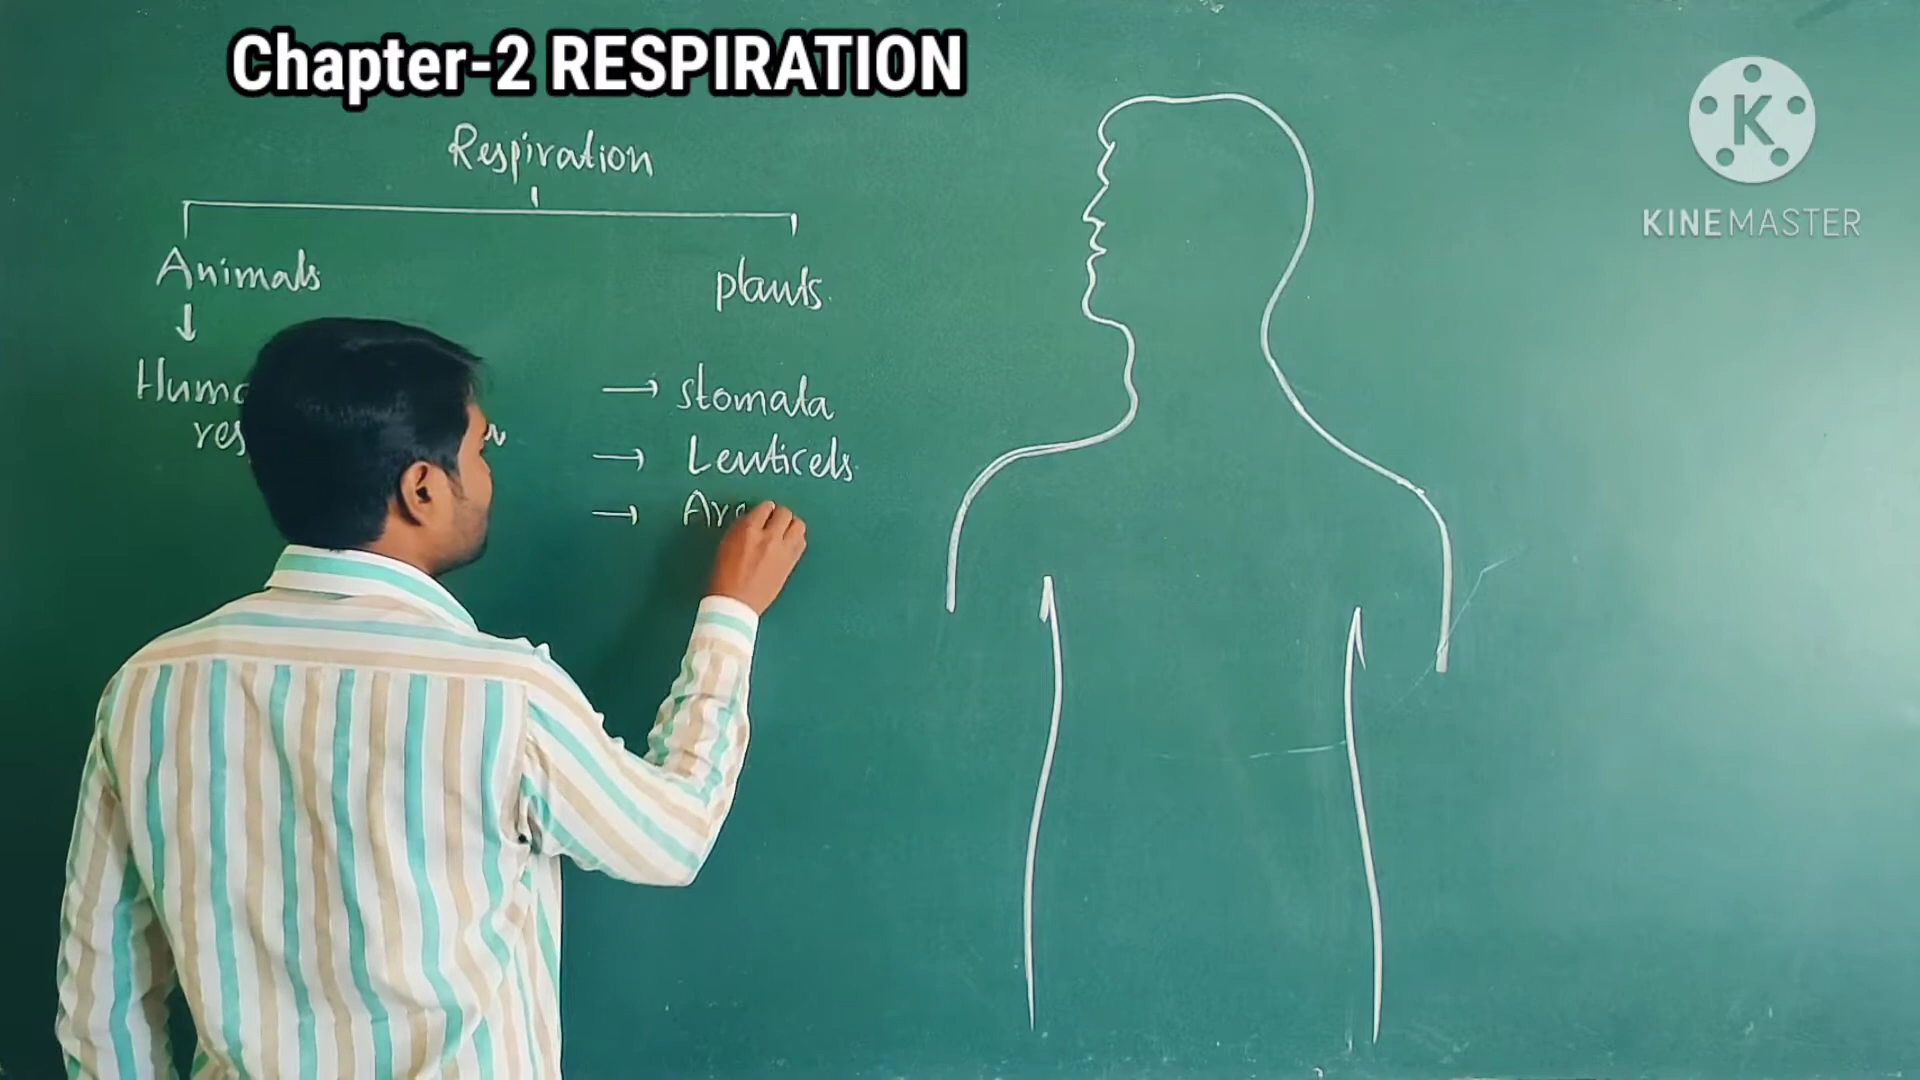 Chapter-2 RESPIRATION
Respiration
Animals
plants
→ stomata
→ Lenticels
K
KINEMASTER